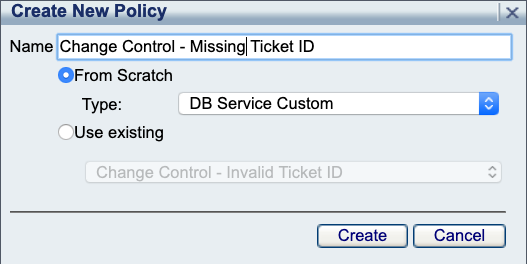 Create New Policy
Name Change Control - Missing Ticket ID
From Scratch
Type: DB Service Custom
Use existing
Change Control - Invalid Ticket ID
Create Cancel